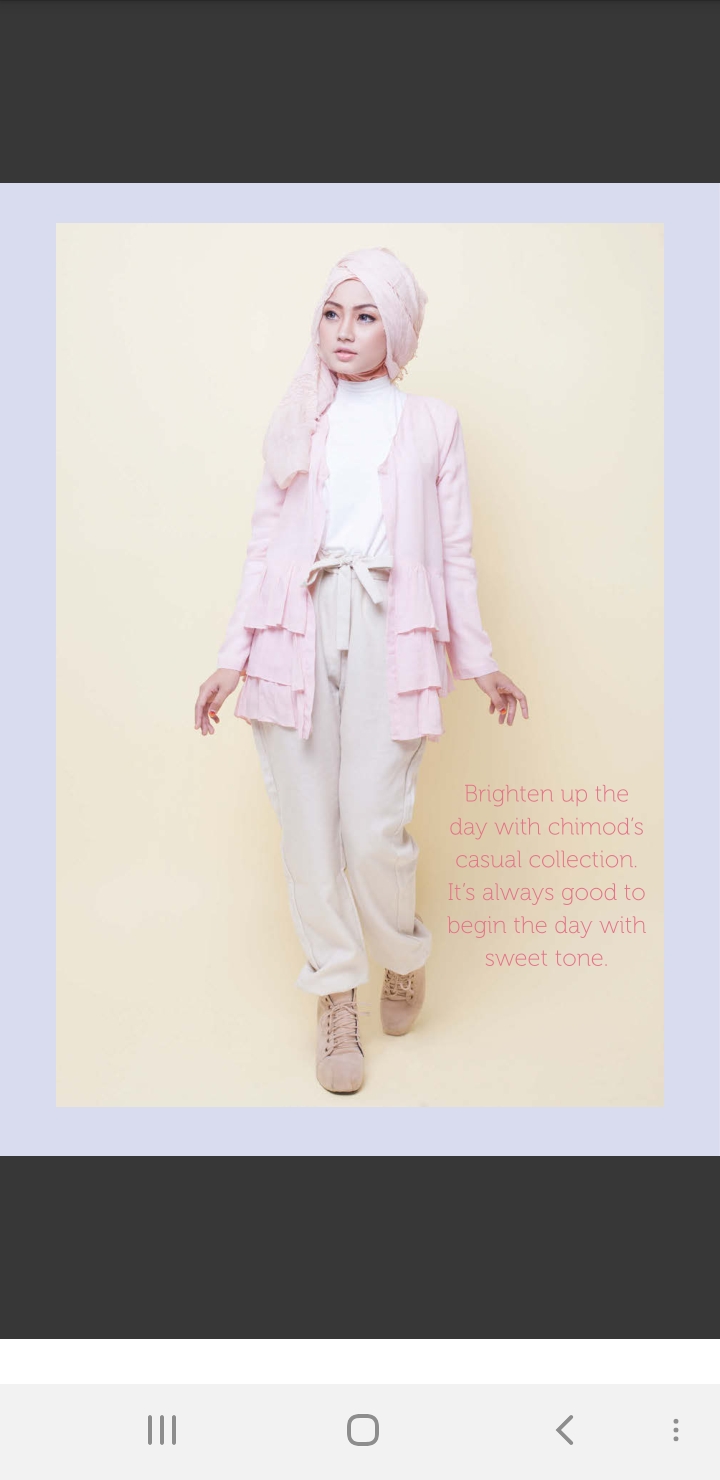 Brighten up the
day with chimod's
casual collection.
It's always good to
begin the day with
sweet tone.